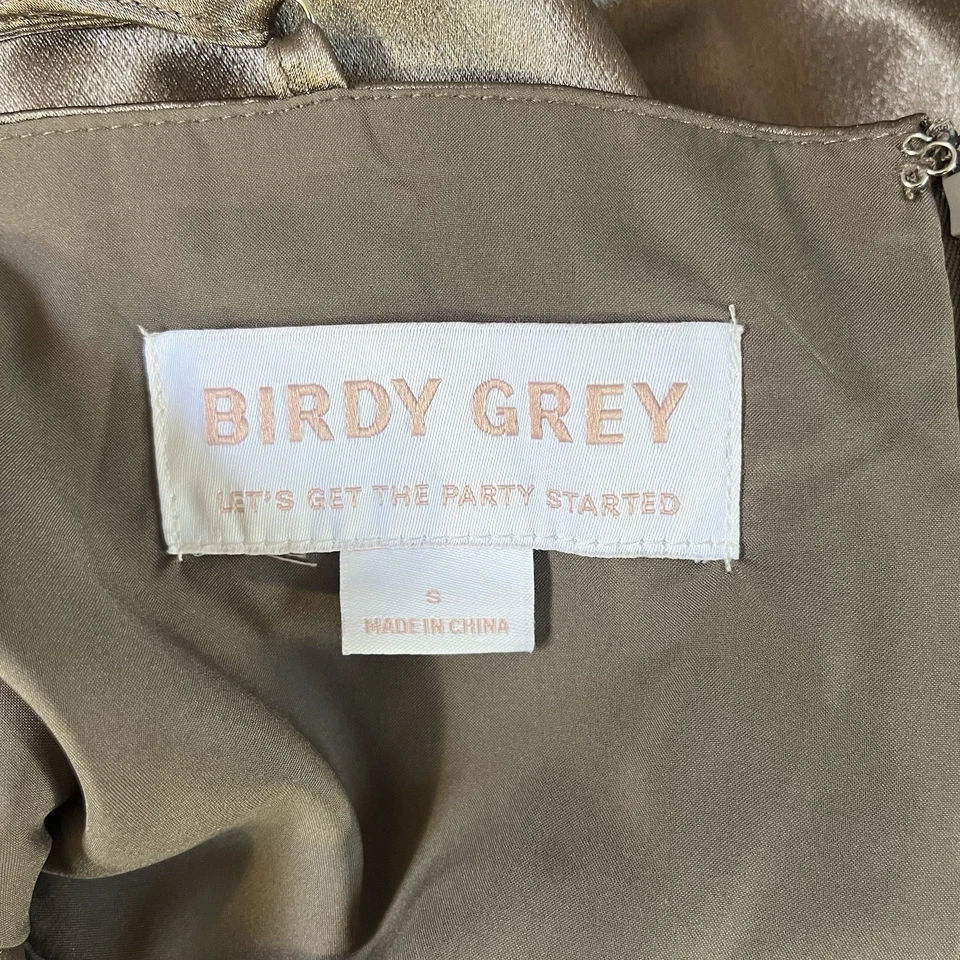 BIRDY GREY
LET'S GET THE PARTY STARTED
S
MADE IN CHINA